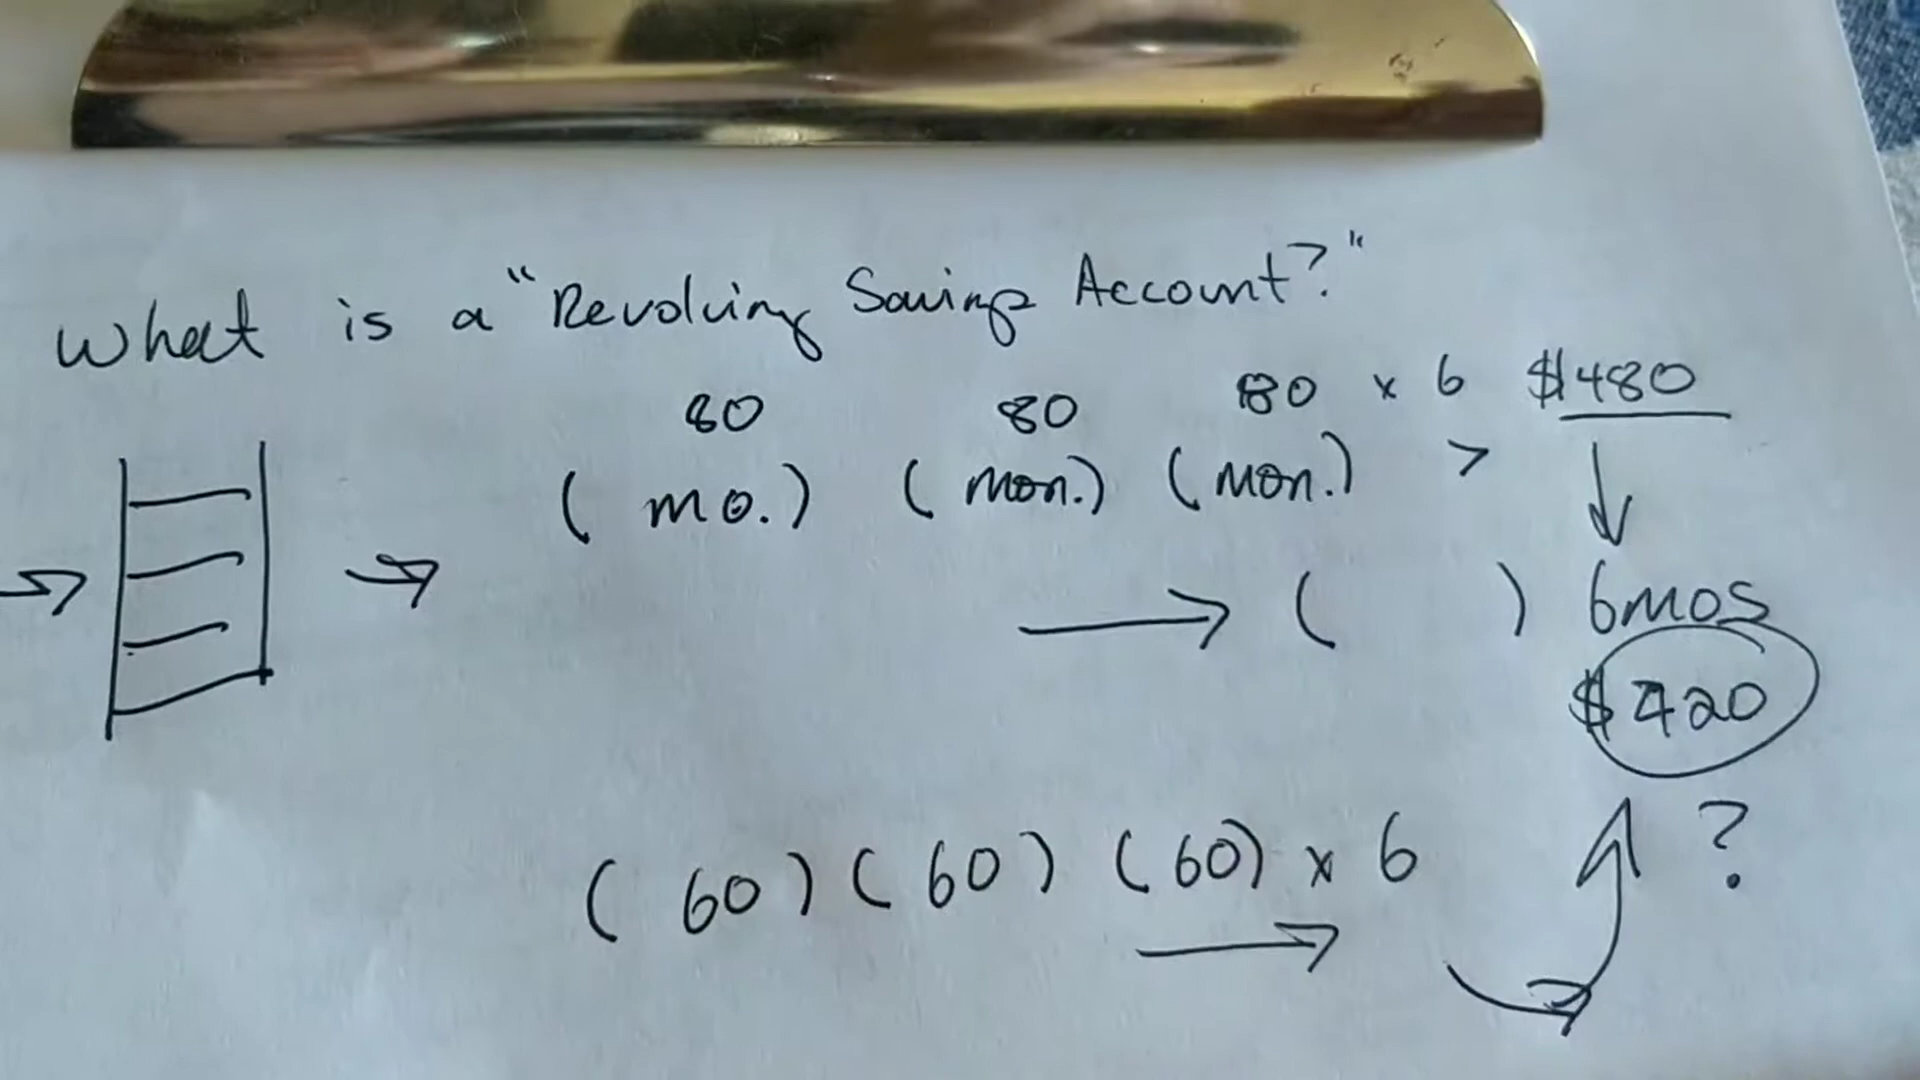 What is a "Revolving Savings Account?"
80 80 80 x 6 $480
(mo.) (mon.) (mon.) >
( ) 6mos
$420
?
(60) (60) (60) x 6